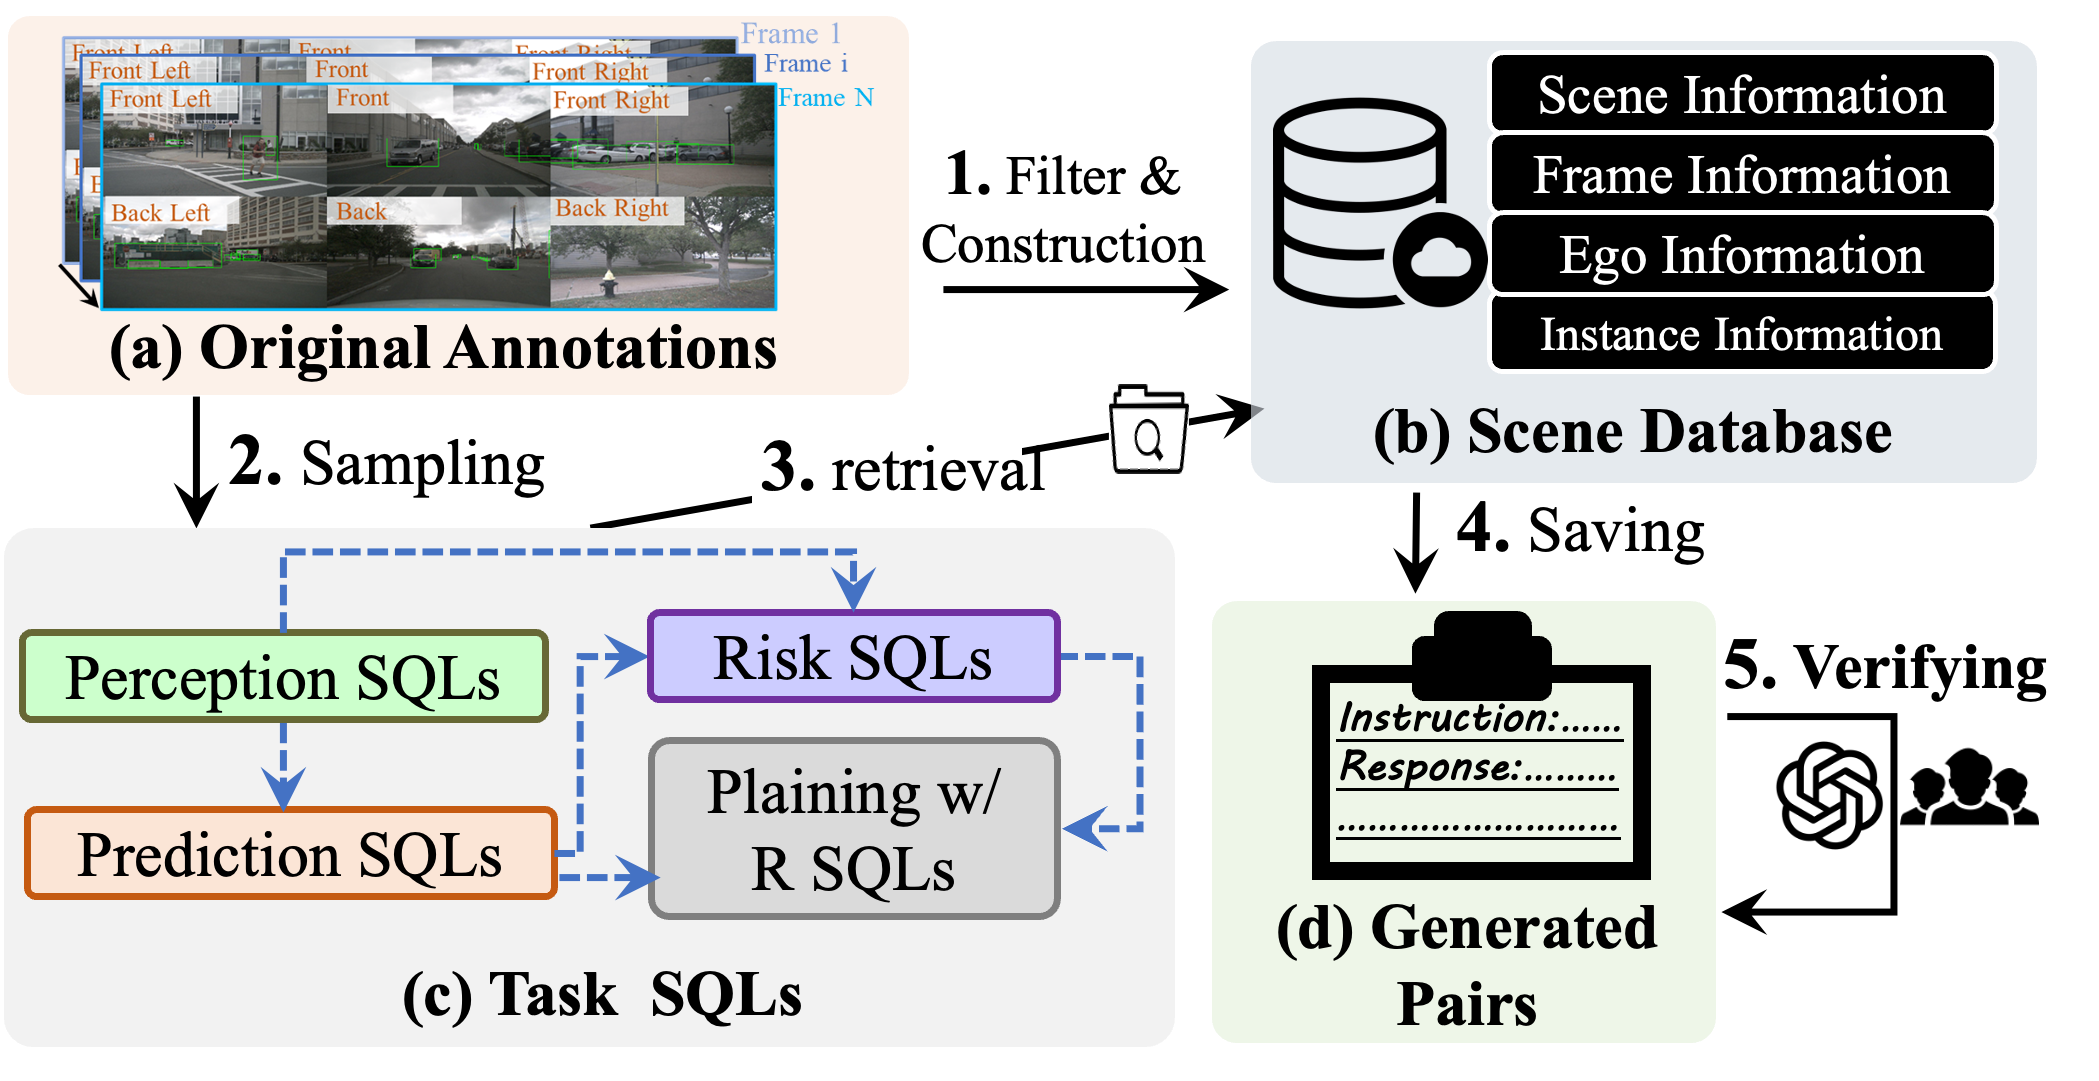 Frame 1
Frame i
Frame N
Front Left
Front
Front Right
Front Left
Front
Front Right
Front Left
Front
Front Right
Back Left
Back
Back Right
(a) Original Annotations
1. Filter &
Construction
Scene Information
Frame Information
Ego Information
Instance Information
(b) Scene Database
2. Sampling
3. retrieval
4. Saving
Perception SQLs
Risk SQLs
Prediction SQLs
Plaining w/
R SQLs
(c) Task SQLs
Instruction:......
Response:.........
...........................
5. Verifying
(d) Generated
Pairs